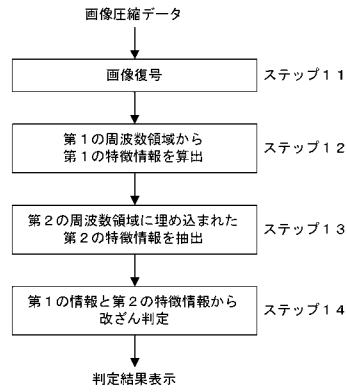 画像圧縮データ
画像復号
ステップ１１
第１の周波数領域から
第１の特徴情報を算出
ステップ１２
第２の周波数領域に埋め込まれた
第２の特徴情報を抽出
ステップ１３
第１の情報と第２の特徴情報から
改ざん判定
ステップ１４
判定結果表示